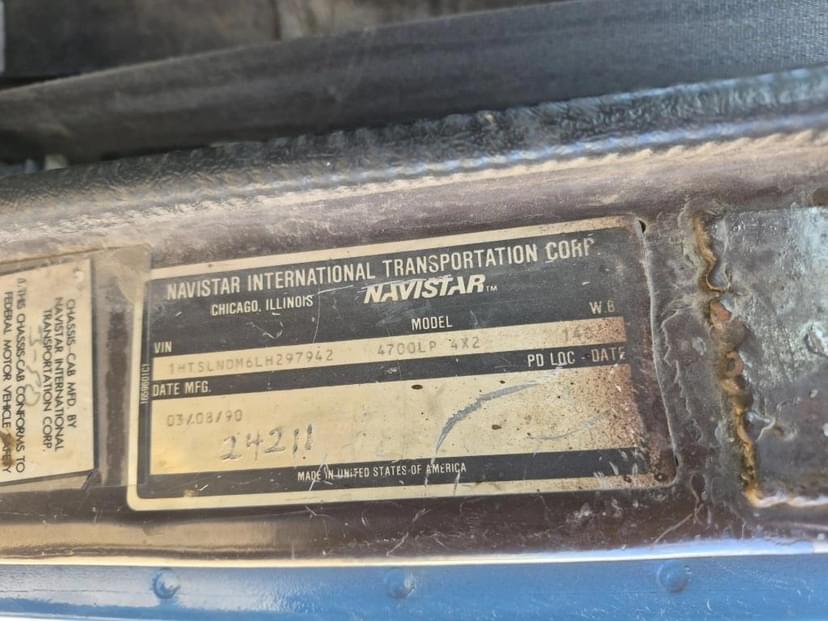 NAVISTAR INTERNATIONAL TRANSPORTATION CORP
CHICAGO, ILLINOIS NAVISTAR™
VIN MODEL W.B
1HTSLNDM6LH297942 4700LP 4X2
DATE MFG. PD LOC - DATE
03/08/90
24211
MADE IN UNITED STATES OF AMERICA
1659601C1
CHASSIS-CAB MFD BY
NAVISTAR INTERNATIONAL
TRANSPORTATION CORP.
THIS CHASSIS-CAB CONFORMS TO
FEDERAL MOTOR VEHICLE SAFETY